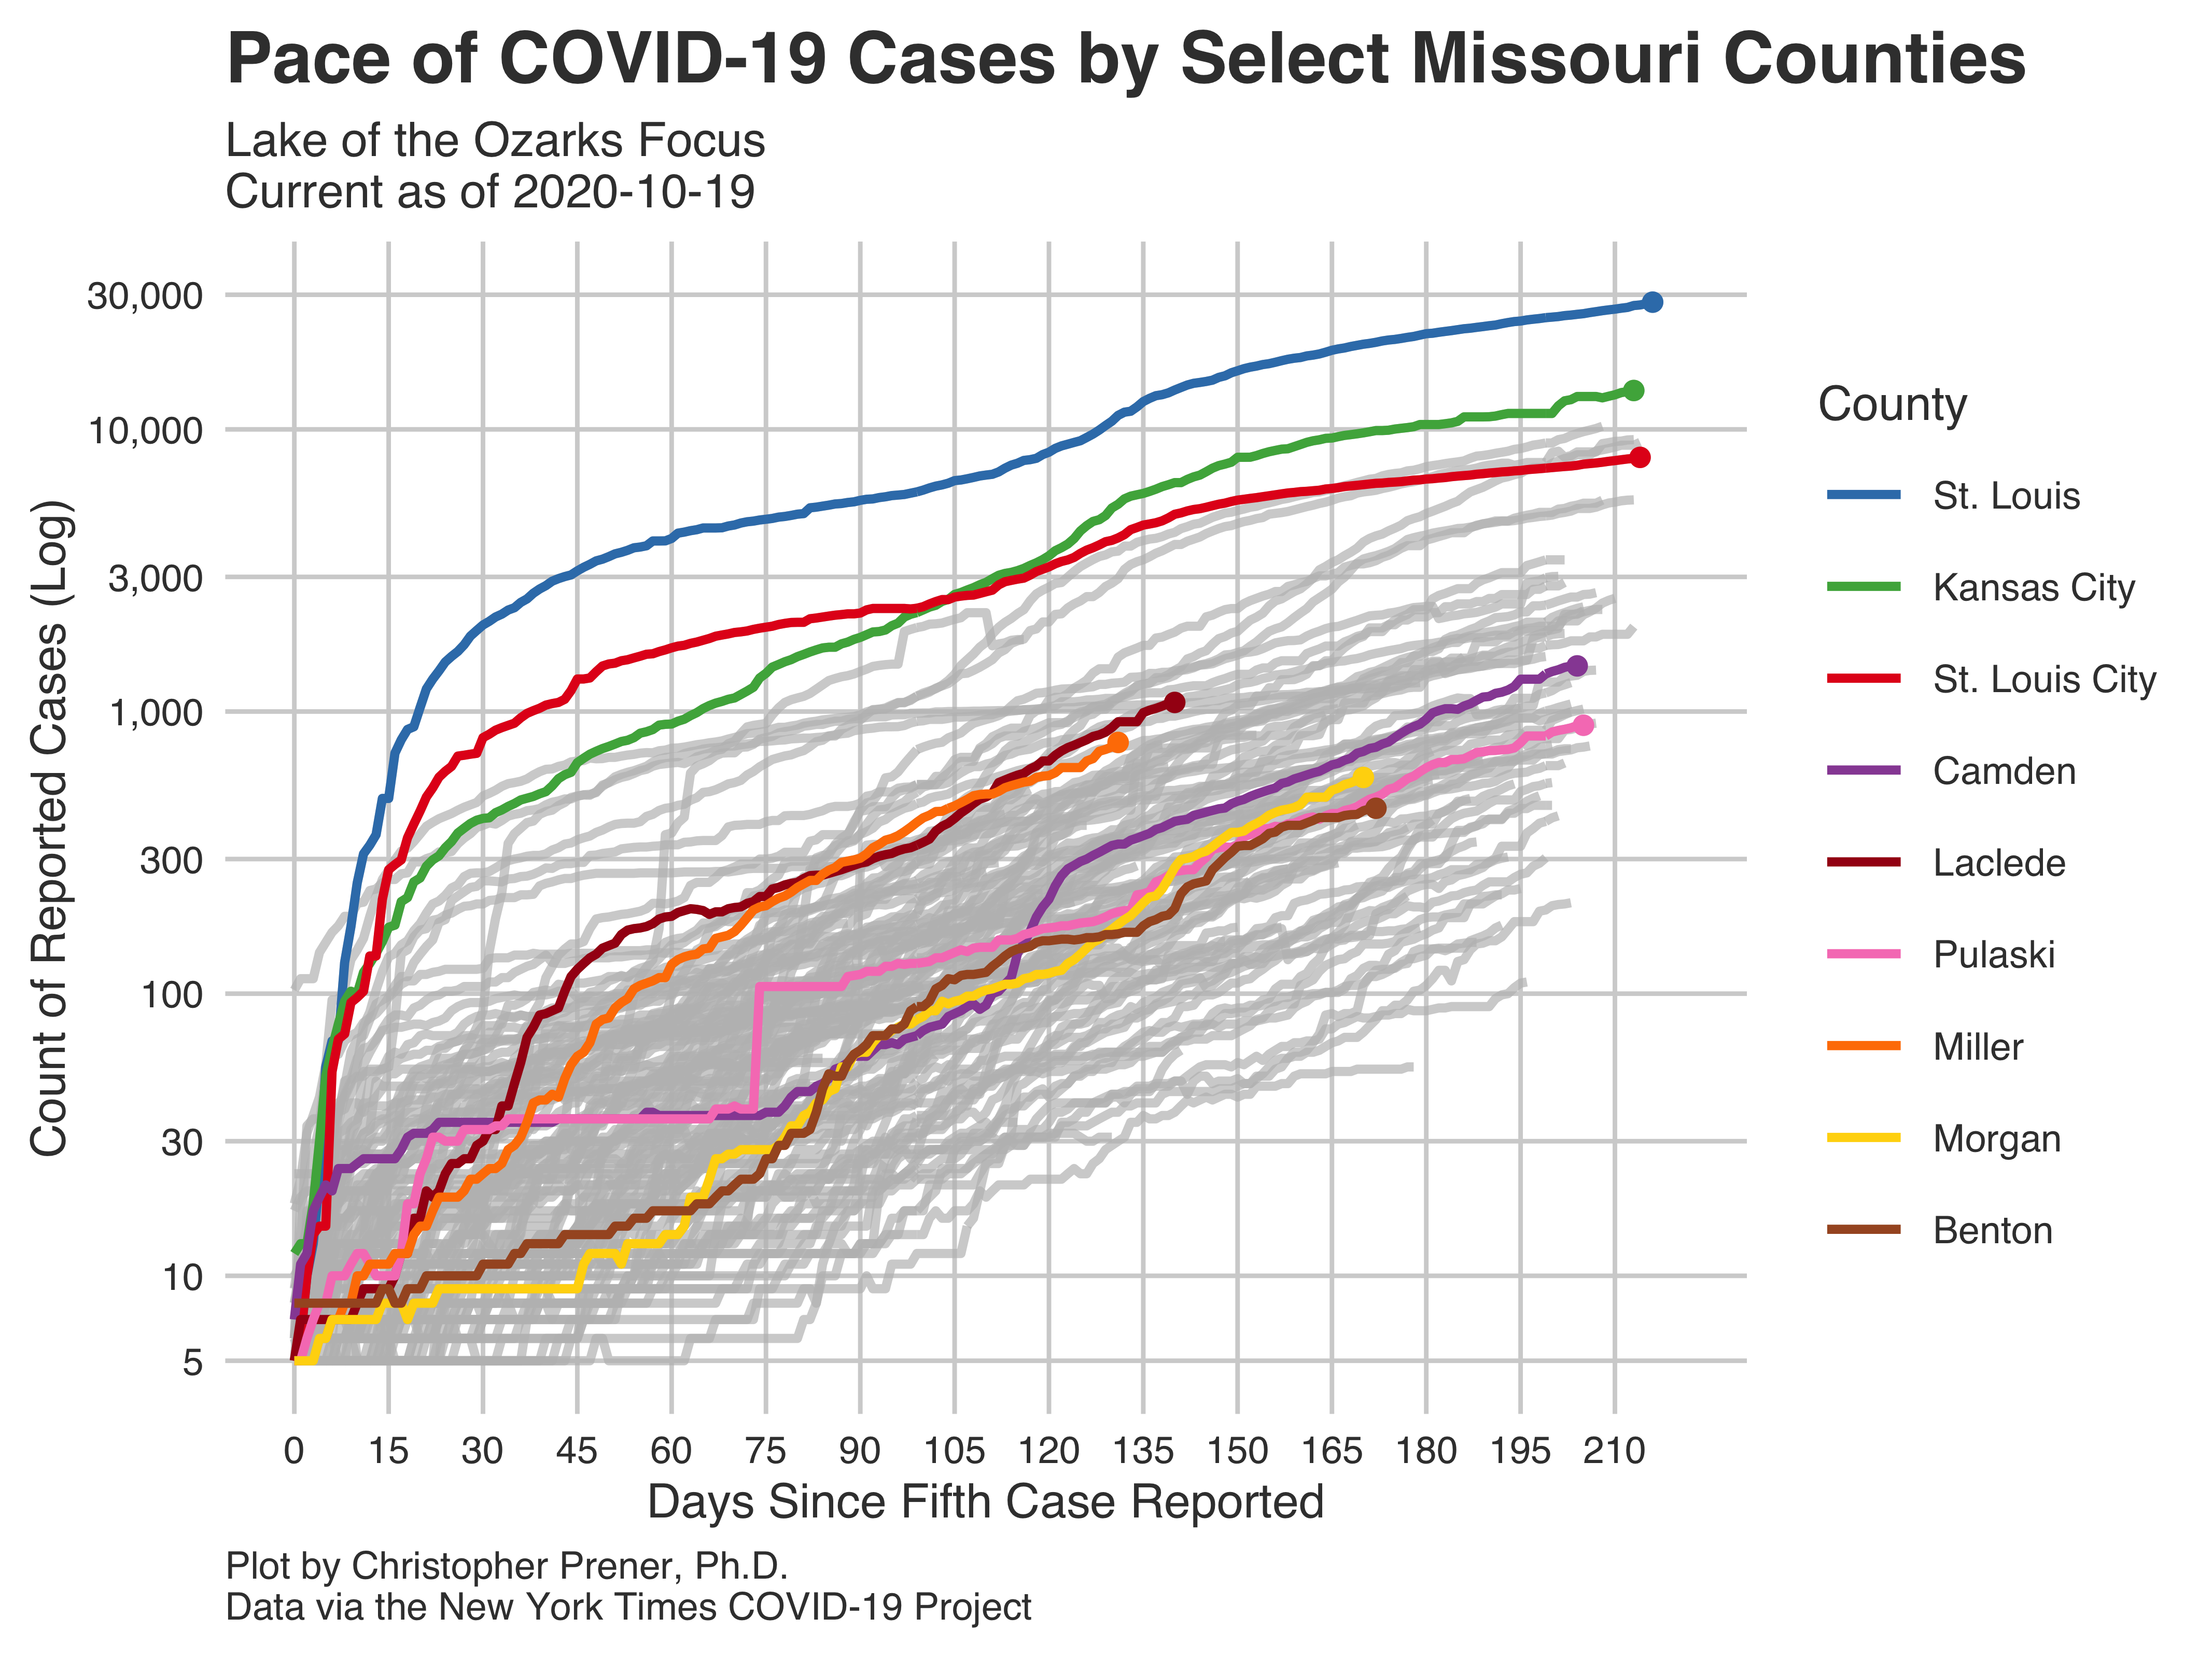 Pace of COVID-19 Cases by Select Missouri Counties
Lake of the Ozarks Focus
Current as of 2020-10-19
Count of Reported Cases (Log)
30,000
10,000
3,000
1,000
300
100
30
10
5
0 15 30 45 60 75 90 105 120 135 150 165 180 195 210
Days Since Fifth Case Reported
County
St. Louis
Kansas City
St. Louis City
Camden
Laclede
Pulaski
Miller
Morgan
Benton
Plot by Christopher Prener, Ph.D.
Data via the New York Times COVID-19 Project